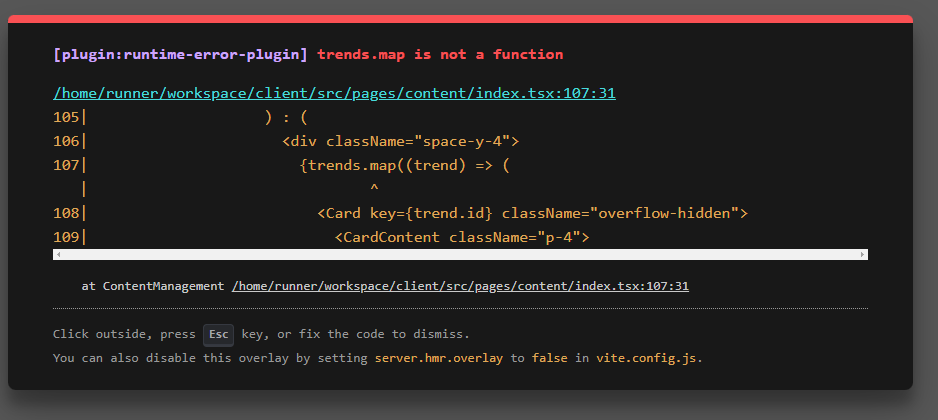 [plugin:runtime-error-plugin] trends.map is not a function
/home/runner/workspace/client/src/pages/content/index.tsx:107:31
105|                     ) : (
106|                       <div className="space-y-4">
107|                         {trends.map((trend) => (
   |                                 ^
108|                           <Card key={trend.id} className="overflow-hidden">
109|                             <CardContent className="p-4">
at ContentManagement /home/runner/workspace/client/src/pages/content/index.tsx:107:31
Click outside, press Esc key, or fix the code to dismiss.
You can also disable this overlay by setting server.hmr.overlay to false in vite.config.js.